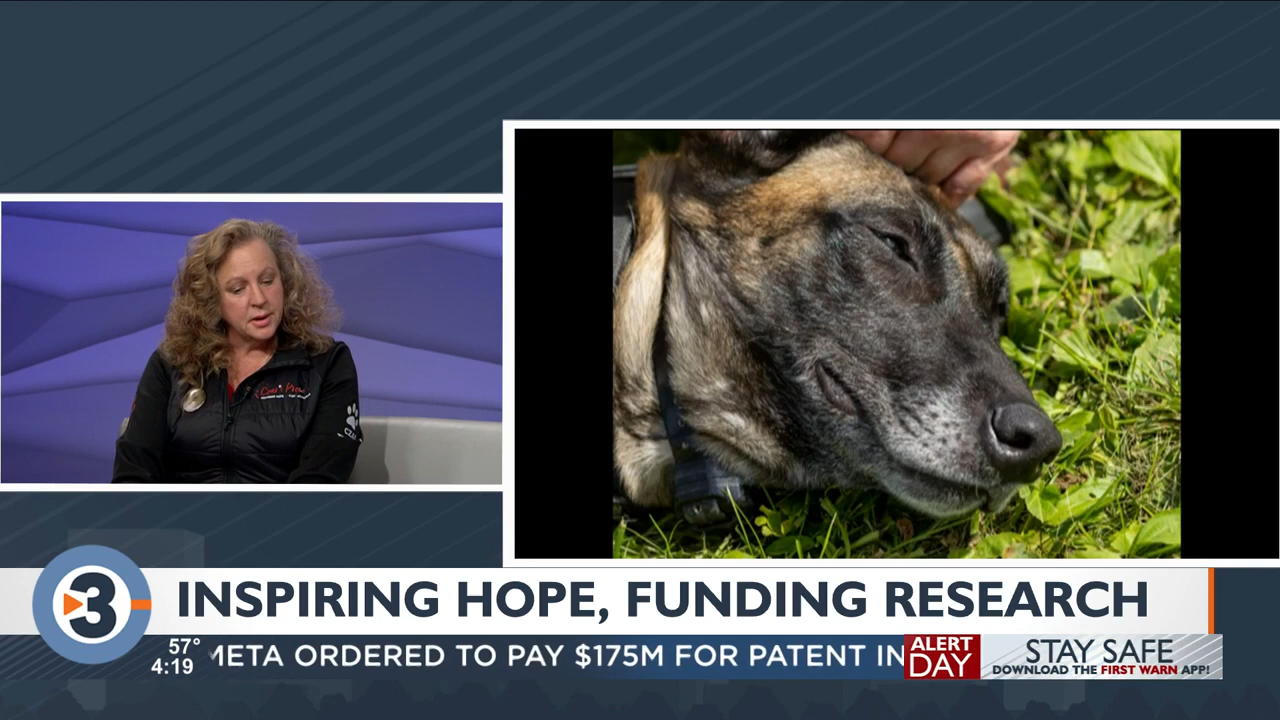 3
INSPIRING HOPE, FUNDING RESEARCH
57°
4:19
META ORDERED TO PAY $175M FOR PATENT IN
ALERT
DAY
STAY SAFE
DOWNLOAD THE FIRST WARN APP!